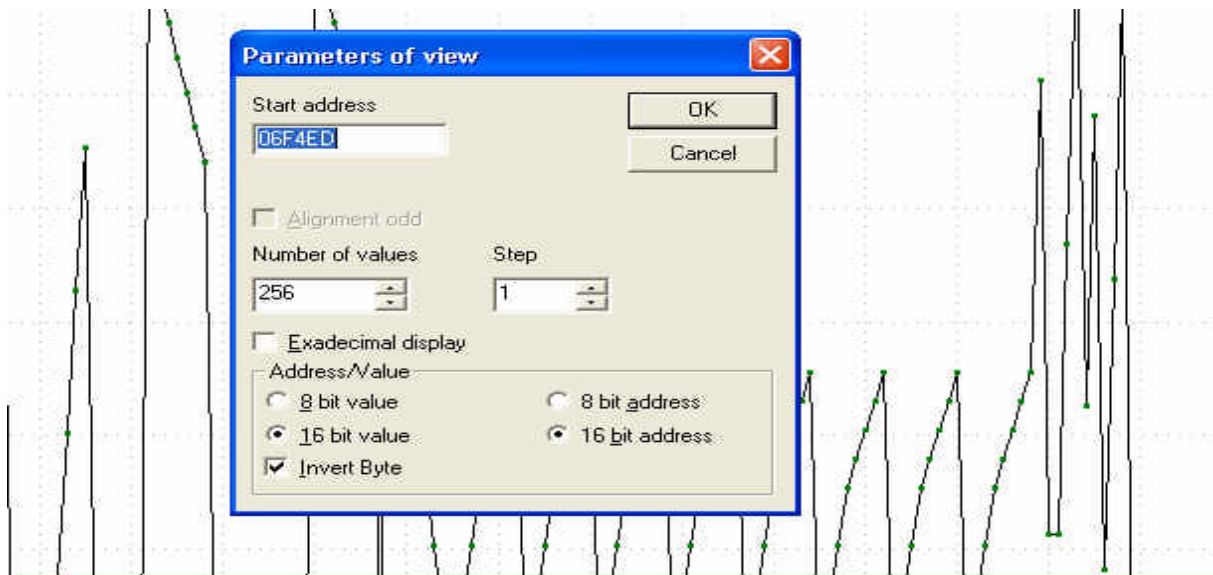 Parameters of view
Start address
OK
06F4ED
Cancel
Alignment odd
Number of values Step
256 1
Exadecimal display
Address/Value
8 bit value 8 bit address
16 bit value 16 bit address
Invert Byte